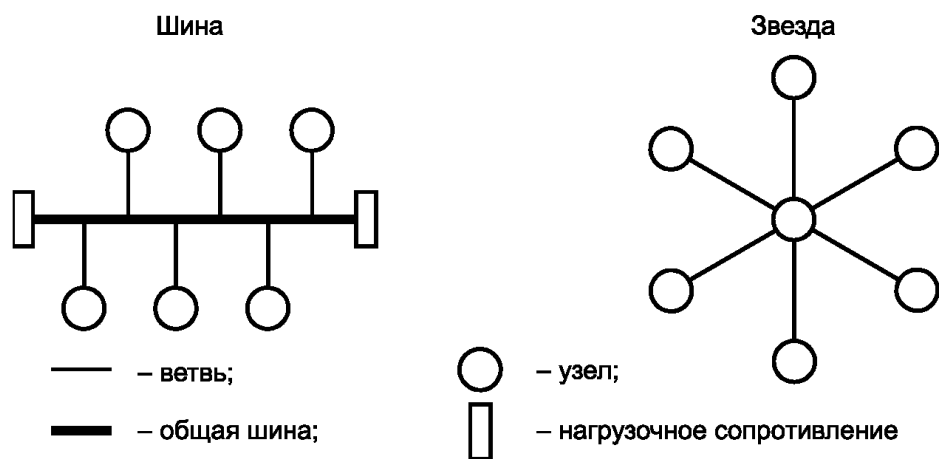 Шина
Звезда
– ветвь;
– узел;
– общая шина;
– нагрузочное сопротивление